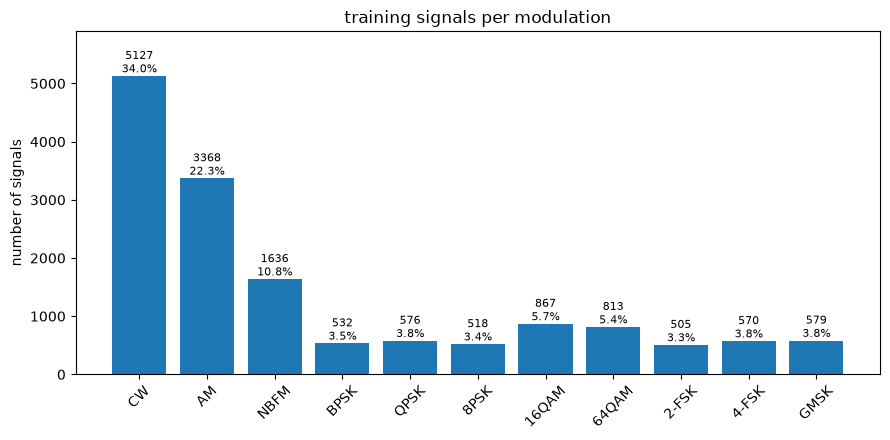 training signals per modulation
number of signals
5000
4000
3000
2000
1000
0
5127
34.0%
3368
22.3%
1636
10.8%
532
3.5%
576
3.8%
518
3.4%
867
5.7%
813
5.4%
505
3.3%
570
3.8%
579
3.8%
CW
AM
NBFM
BPSK
QPSK
8PSK
16QAM
64QAM
2-FSK
4-FSK
GMSK